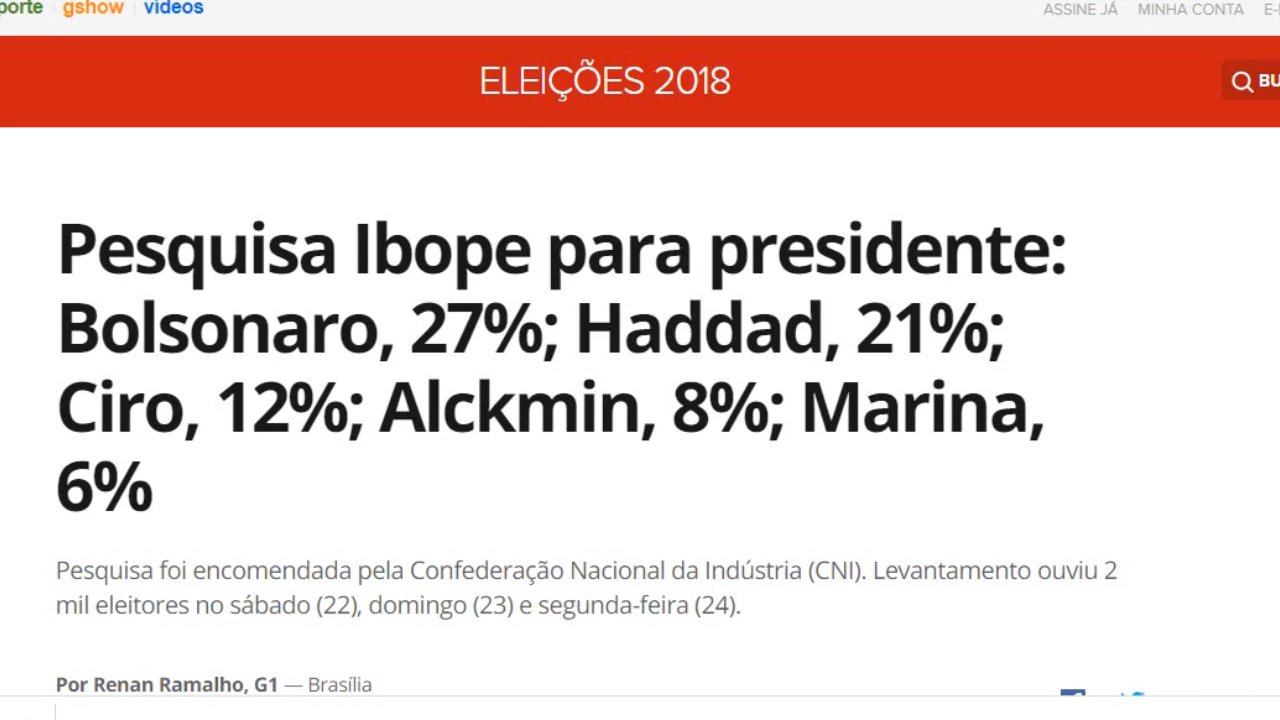 porte gshow vídeos ASSINE JÁ MINHA CONTA E-
ELEIÇÕES 2018 BU
Pesquisa Ibope para presidente:
Bolsonaro, 27%; Haddad, 21%;
Ciro, 12%; Alckmin, 8%; Marina,
6%
Pesquisa foi encomendada pela Confederação Nacional da Indústria (CNI). Levantamento ouviu 2
mil eleitores no sábado (22), domingo (23) e segunda-feira (24).
Por Renan Ramalho, G1 — Brasília